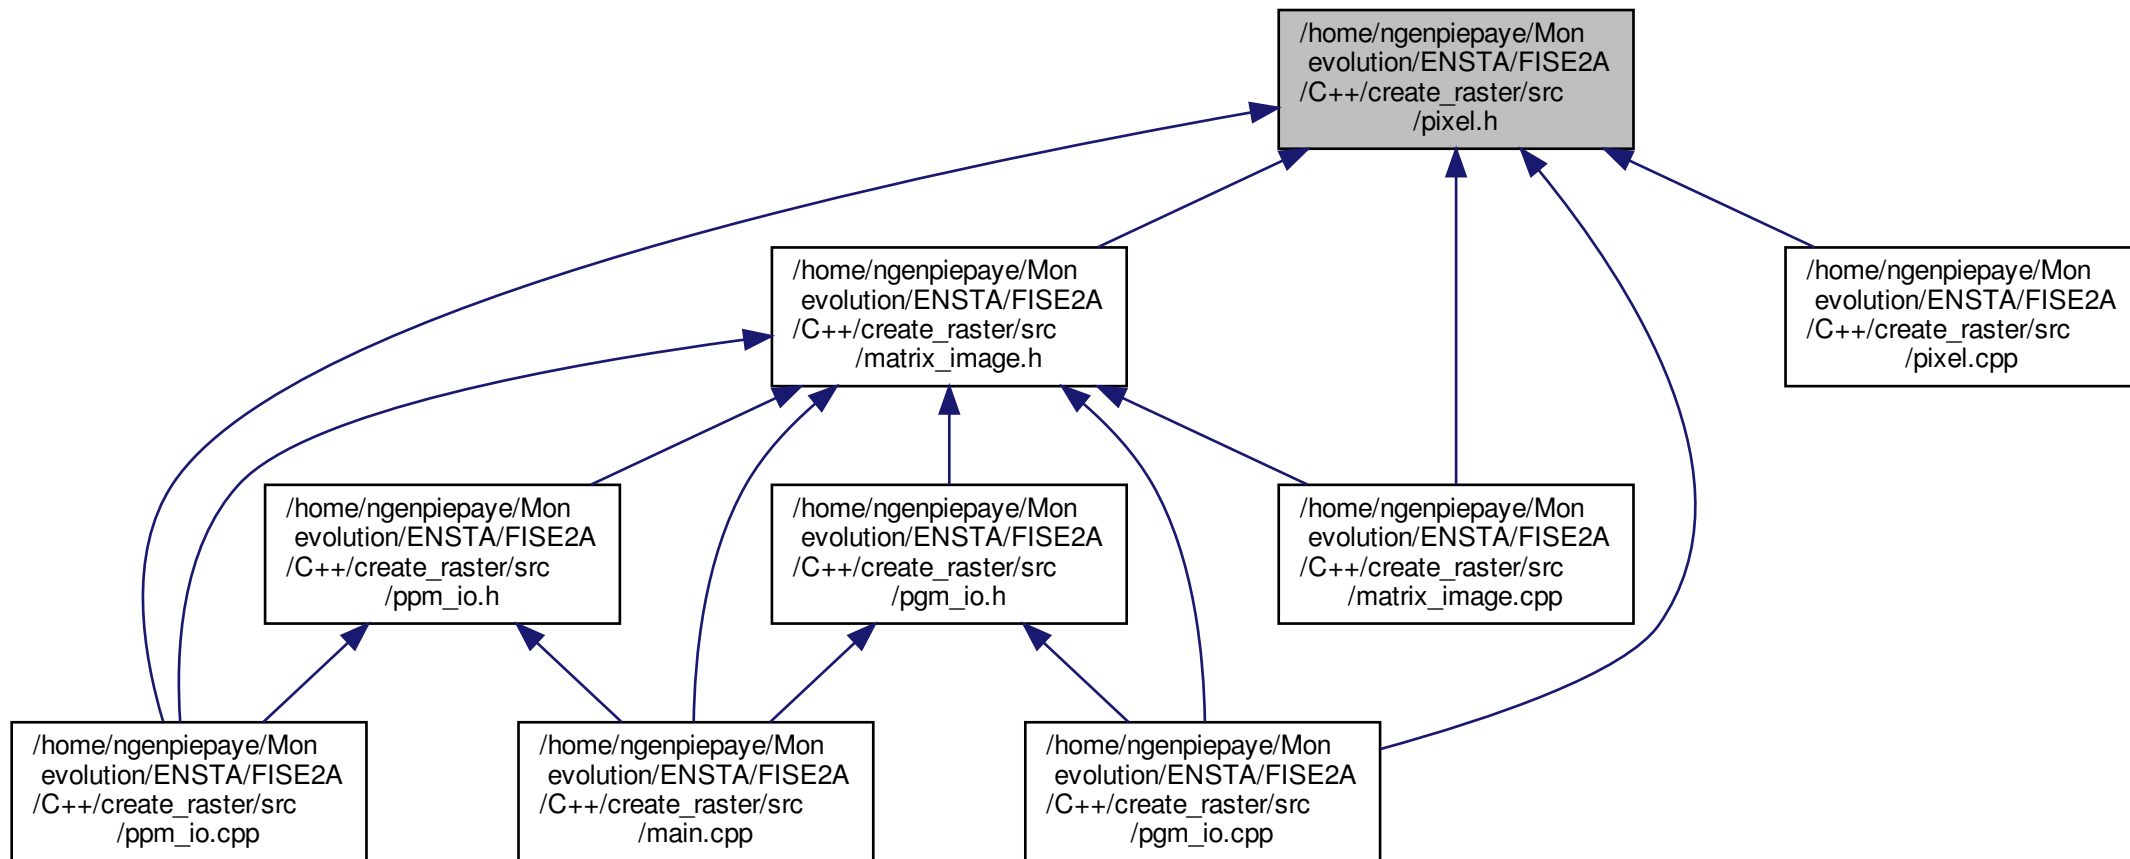 /home/ngenpiepaye/Mon
evolution/ENSTA/FISE2A
/C++/create_raster/src
/pixel.h
/home/ngenpiepaye/Mon
evolution/ENSTA/FISE2A
/C++/create_raster/src
/matrix_image.h
/home/ngenpiepaye/Mon
evolution/ENSTA/FISE2A
/C++/create_raster/src
/pixel.cpp
/home/ngenpiepaye/Mon
evolution/ENSTA/FISE2A
/C++/create_raster/src
/ppm_io.h
/home/ngenpiepaye/Mon
evolution/ENSTA/FISE2A
/C++/create_raster/src
/pgm_io.h
/home/ngenpiepaye/Mon
evolution/ENSTA/FISE2A
/C++/create_raster/src
/matrix_image.cpp
/home/ngenpiepaye/Mon
evolution/ENSTA/FISE2A
/C++/create_raster/src
/ppm_io.cpp
/home/ngenpiepaye/Mon
evolution/ENSTA/FISE2A
/C++/create_raster/src
/main.cpp
/home/ngenpiepaye/Mon
evolution/ENSTA/FISE2A
/C++/create_raster/src
/pgm_io.cpp